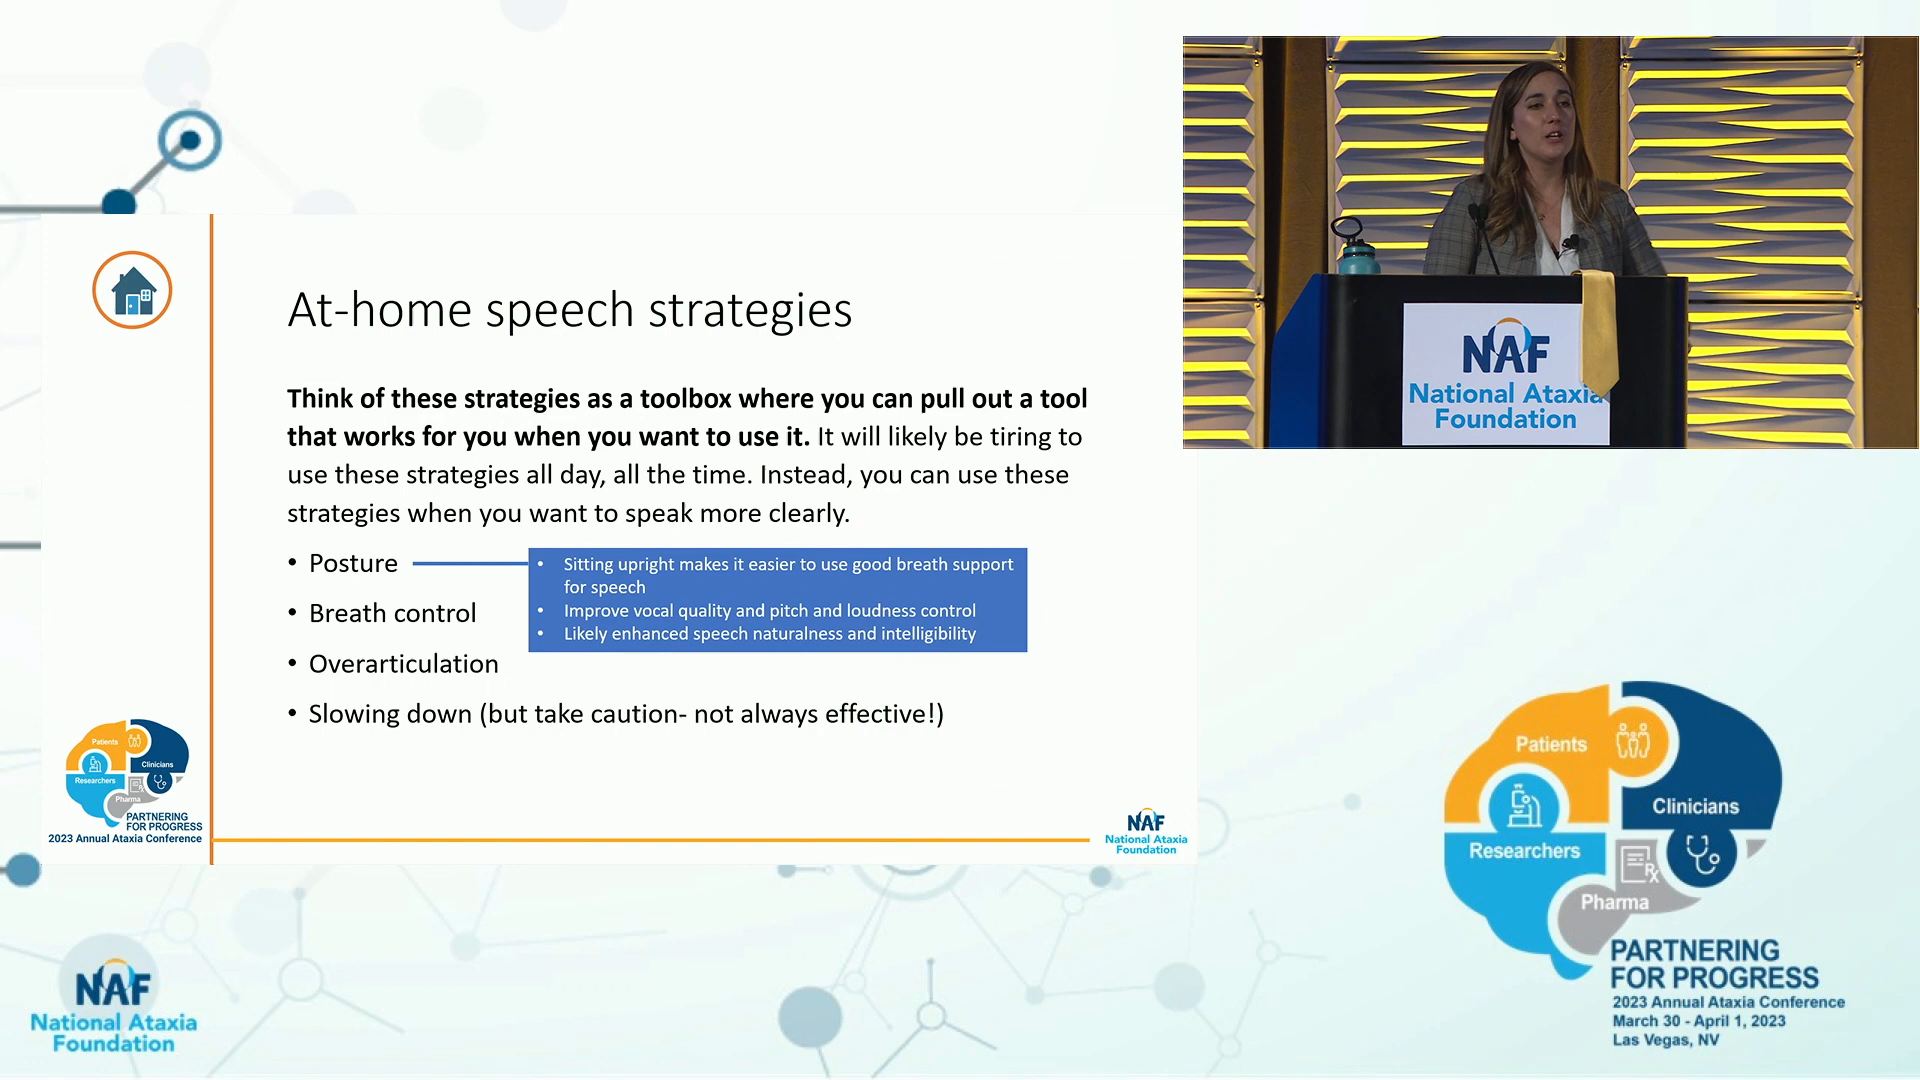 At-home speech strategies
Think of these strategies as a toolbox where you can pull out a tool
that works for you when you want to use it. It will likely be tiring to
use these strategies all day, all the time. Instead, you can use these
strategies when you want to speak more clearly.
• Posture
• Sitting upright makes it easier to use good breath support
for speech
• Improve vocal quality and pitch and loudness control
• Likely enhanced speech naturalness and intelligibility
• Breath control
• Overarticulation
• Slowing down (but take caution- not always effective!)
Patients
Clinicians
Researchers
Pharma
PARTNERING
FOR PROGRESS
2023 Annual Ataxia Conference
NAF
National Ataxia
Foundation
NAF
National Ataxia
Foundation
Patients
Clinicians
Researchers
Rx
Pharma
PARTNERING
FOR PROGRESS
2023 Annual Ataxia Conference
March 30 - April 1, 2023
Las Vegas, NV
NAF
National Ataxia
Foundation